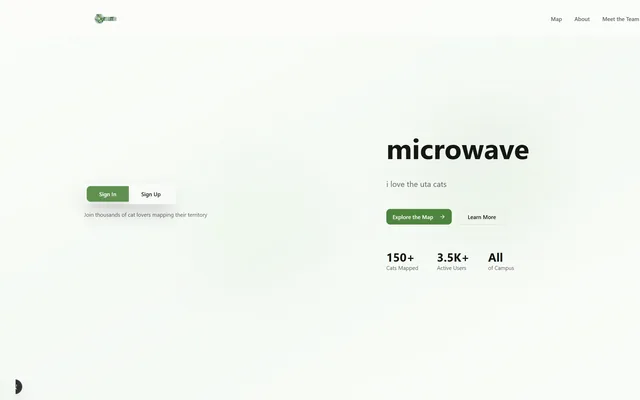 Map About Meet the Team
microwave
i love the uta cats
Sign In Sign Up
Join thousands of cat lovers mapping their territory
Explore the Map → Learn More
150+ 3.5K+ All
Cats Mapped Active Users of Campus